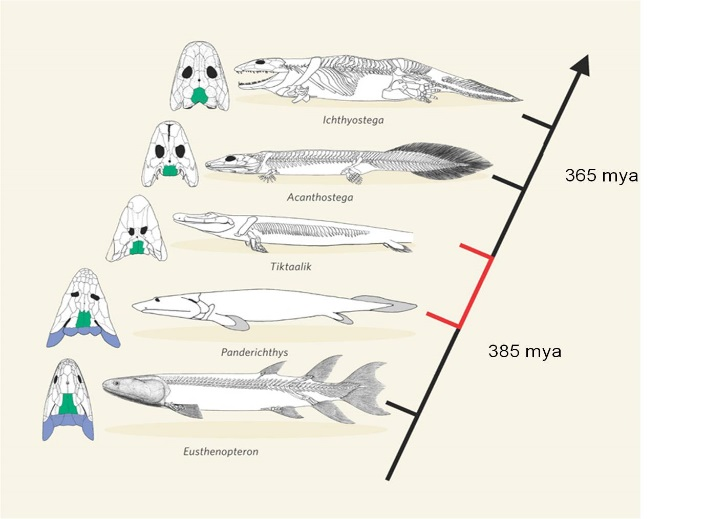 Ichthyostega
365 mya
Acanthostega
Tiktaalik
Panderichthys
385 mya
Eusthenopteron